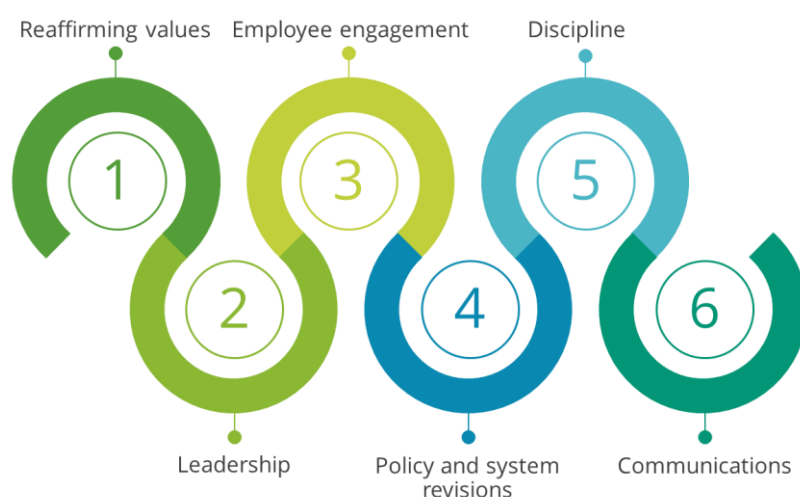 Reaffirming values
Employee engagement
Discipline
1
3
5
2
4
6
Leadership
Policy and system
revisions
Communications